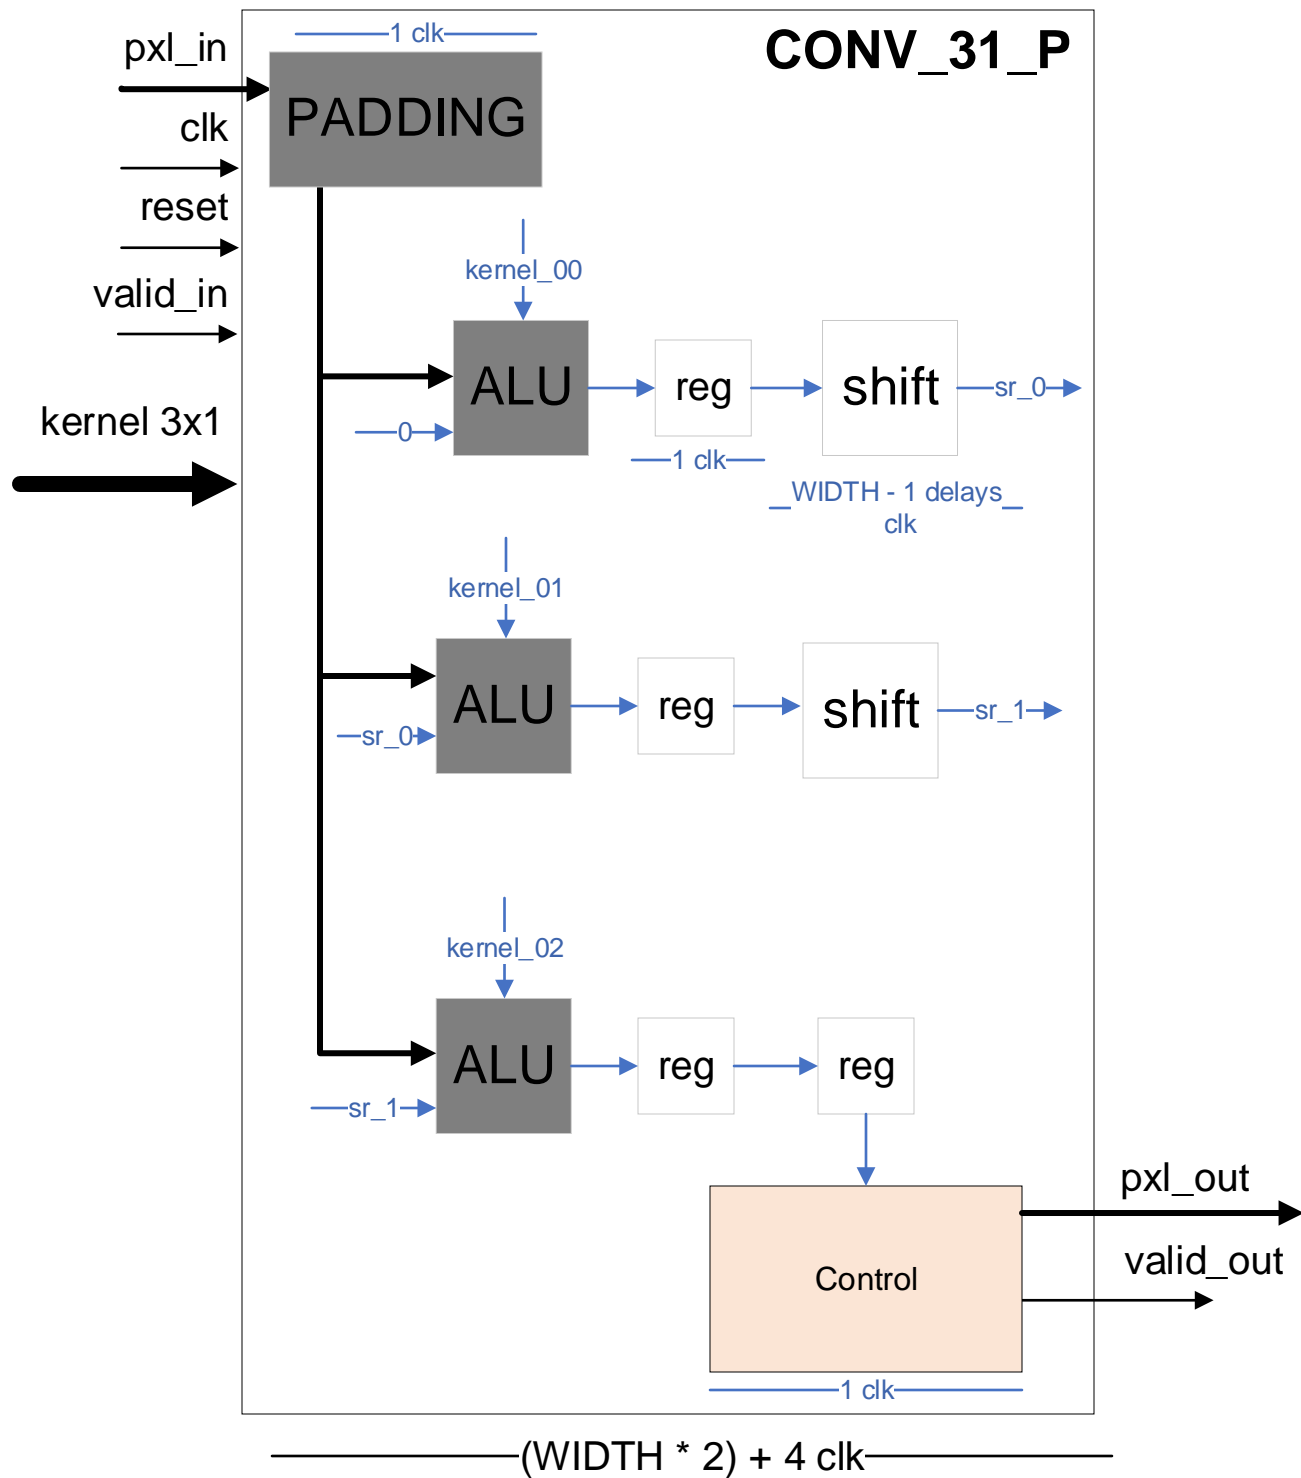 1 clk
CONV_31_P
pxl_in
PADDING
clk
reset
valid_in
kernel 3x1
kernel_00
ALU
reg
shift
sr_0
0
1 clk
_WIDTH - 1 delays_
clk
kernel_01
ALU
reg
shift
sr_1
sr_0
kernel_02
ALU
reg
reg
sr_1
pxl_out
Control
valid_out
1 clk
(WIDTH * 2) + 4 clk